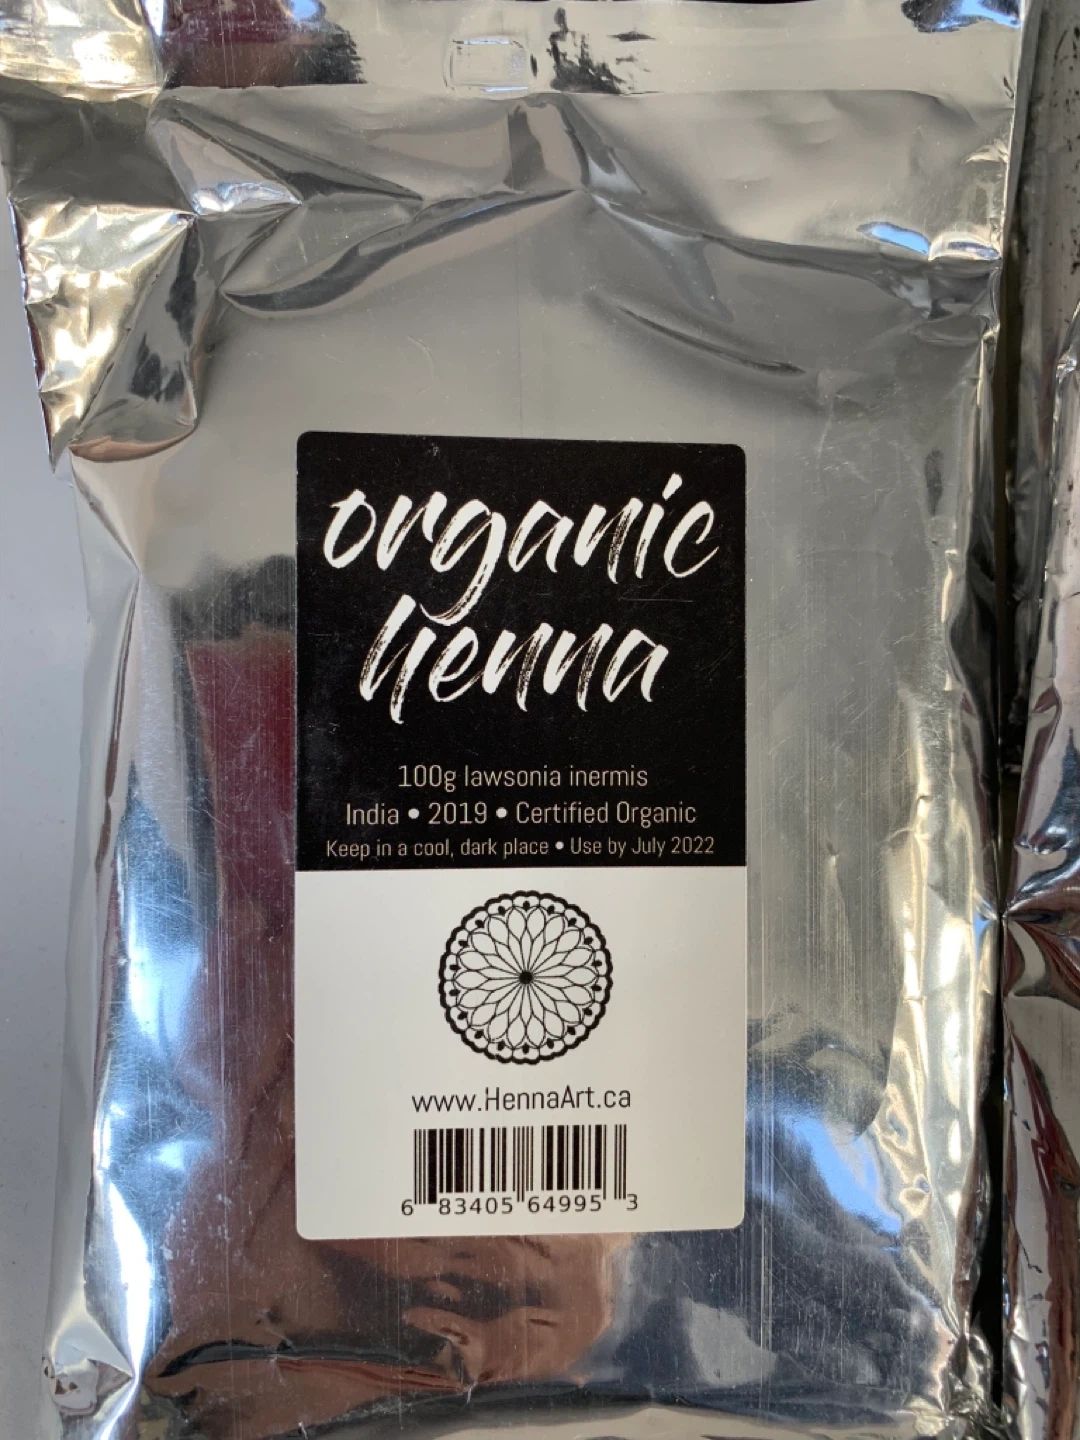 organic
henna
100g lawsonia inermis
India • 2019 • Certified Organic
Keep in a cool, dark place • Use by July 2022
www.HennaArt.ca
6 83405 64995 3